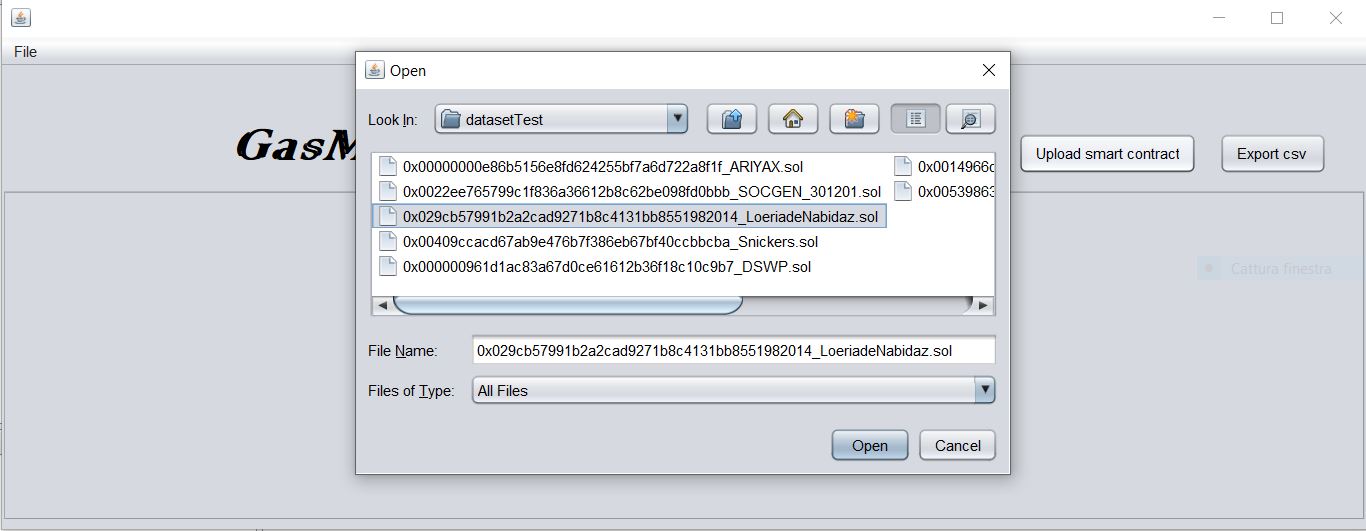 Open
File
Look In:
datasetTest
GasM
Upload smart contract
Export csv
0x00000000e86b5156e8fd624255bf7a6d722a8f1f_ARIYAX.sol
0x0014966c
0x0022ee765799c1f836a36612b8c62be098fd0bbb_SOCGEN_301201.sol
0x00539863
0x029cb57991b2a2cad9271b8c4131bb8551982014_LoeriadeNabidaz.sol
0x00409ccacd67ab9e476b7f386eb67bf40ccbbcba_Snickers.sol
0x000000961d1ac83a67d0ce61612b36f18c10c9b7_DSWP.sol
Cattura finestra
File Name:
0x029cb57991b2a2cad9271b8c4131bb8551982014_LoeriadeNabidaz.sol
Files of Type:
All Files
Open
Cancel